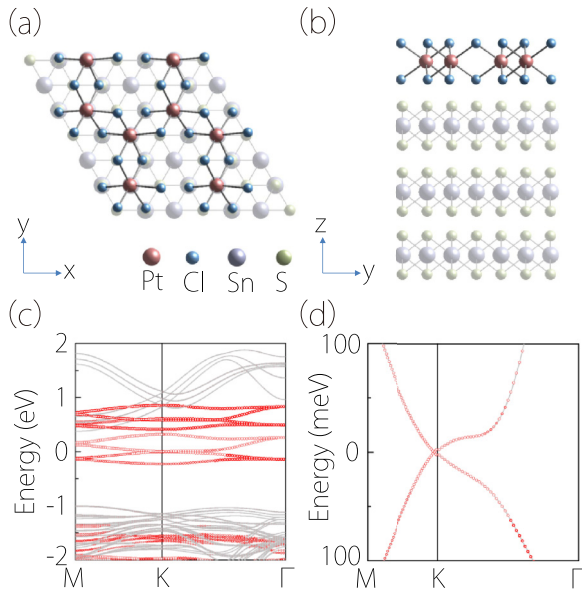 (a)
(b)
y
x
z
y
Pt Cl Sn S
(c)
(d)
2
1
0
-1
-2
Energy (eV)
M K Γ
100
0
100
Energy (meV)
M K Γ